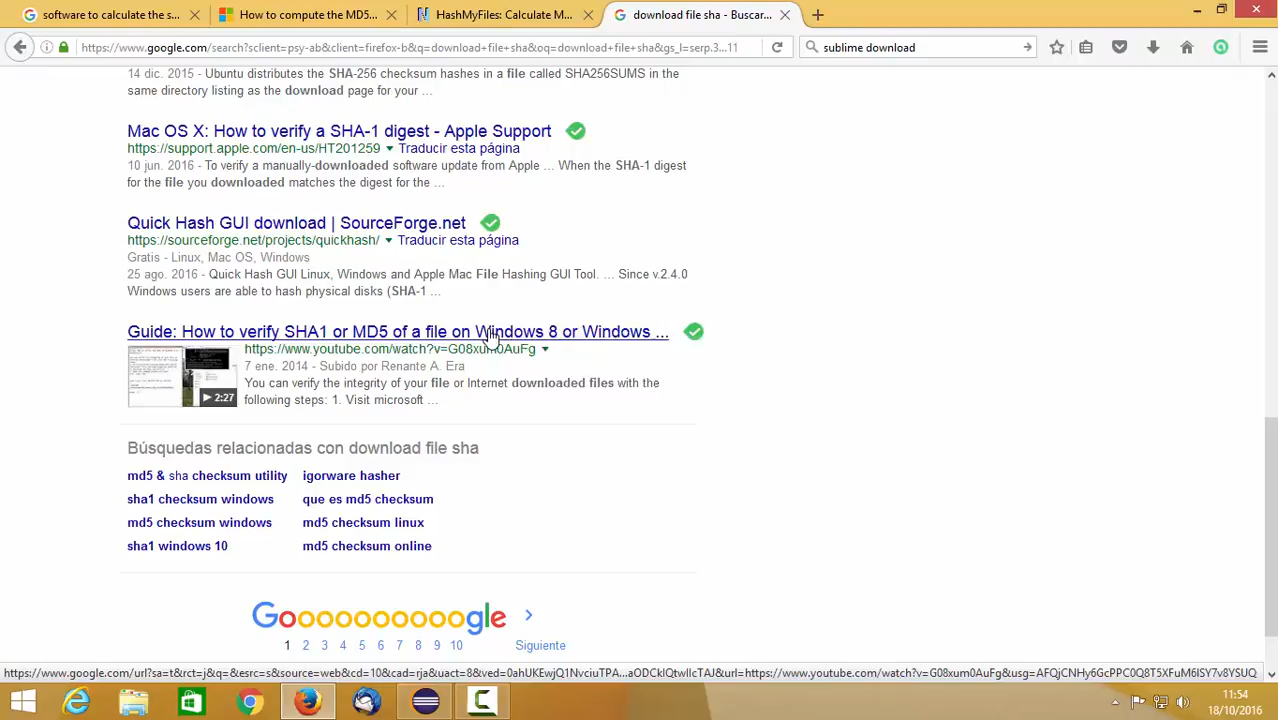 software to calculate the s
How to compute the MD5
HashMyFiles: Calculate M
download file sha - Buscar
https://www.google.com/search?sclient=psy-ab&client=firefox-b&q=download+file+sha&oq=download+file+sha&gs_l=serp.3...11
sublime download
14 dic. 2015 - Ubuntu distributes the SHA-256 checksum hashes in a file called SHA256SUMS in the
same directory listing as the download page for your ...
Mac OS X: How to verify a SHA-1 digest - Apple Support
https://support.apple.com/en-us/HT201259 Traducir esta página
10 jun. 2016 - To verify a manually-downloaded software update from Apple ... When the SHA-1 digest
for the file you downloaded matches the digest for the ...
Quick Hash GUI download | SourceForge.net
https://sourceforge.net/projects/quickhash/ Traducir esta página
Gratis - Linux, Mac OS, Windows
25 ago. 2016 - Quick Hash GUI Linux, Windows and Apple Mac File Hashing GUI Tool. ... Since v.2.4.0
Windows users are able to hash physical disks (SHA-1 ...
Guide: How to verify SHA1 or MD5 of a file on Windows 8 or Windows ...
https://www.youtube.com/watch?v=G08xum0AuFg
7 ene. 2014 - Subido por Renante A. Era
2:27
You can verify the integrity of your file or Internet downloaded files with the
following steps: 1. Visit microsoft ...
Búsquedas relacionadas con download file sha
md5 & sha checksum utility igorware hasher
sha1 checksum windows que es md5 checksum
md5 checksum windows md5 checksum linux
sha1 windows 10 md5 checksum online
Gooooooooogle
1 2 3 4 5 6 7 8 9 10 Siguiente
11:54
18/10/2016